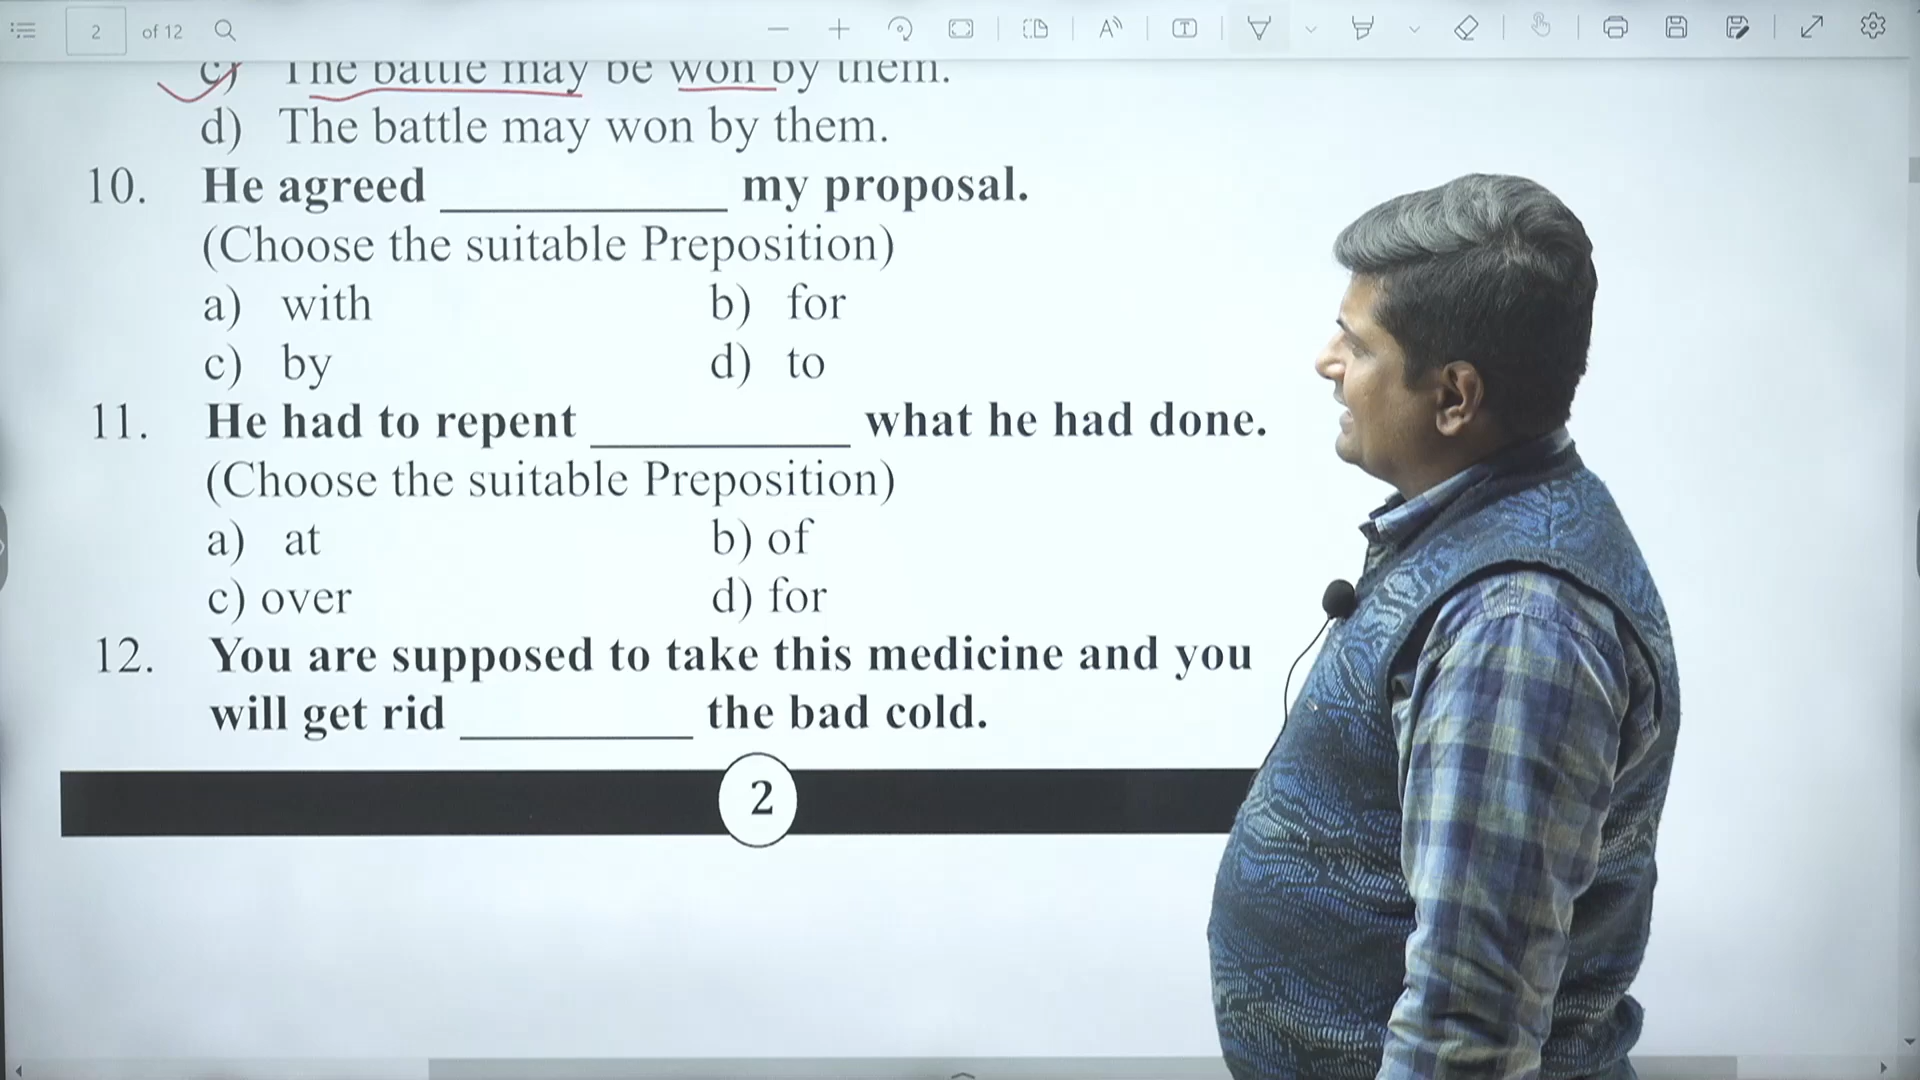 2 of 12
c) The battle may be won by them.
d) The battle may won by them.
10. He agreed ____________ my proposal.
(Choose the suitable Preposition)
a) with b) for
c) by d) to
11. He had to repent ___________ what he had done.
(Choose the suitable Preposition)
a) at b) of
c) over d) for
12. You are supposed to take this medicine and you
will get rid __________ the bad cold.
2